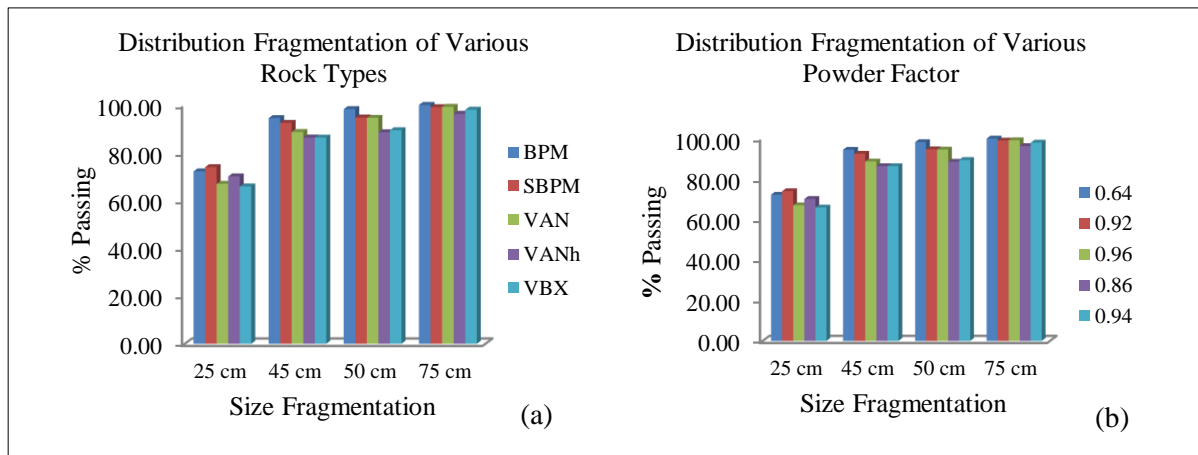 Distribution Fragmentation of Various
Rock Types
% Passing
100.00
80.00
60.00
40.00
20.00
0.00
25 cm 45 cm 50 cm 75 cm
Size Fragmentation
BPM
SBPM
VAN
VANh
VBX
(a)
Distribution Fragmentation of Various
Powder Factor
% Passing
100.00
80.00
60.00
40.00
20.00
0.00
25 cm 45 cm 50 cm 75 cm
Size Fragmentation
0.64
0.92
0.96
0.86
0.94
(b)